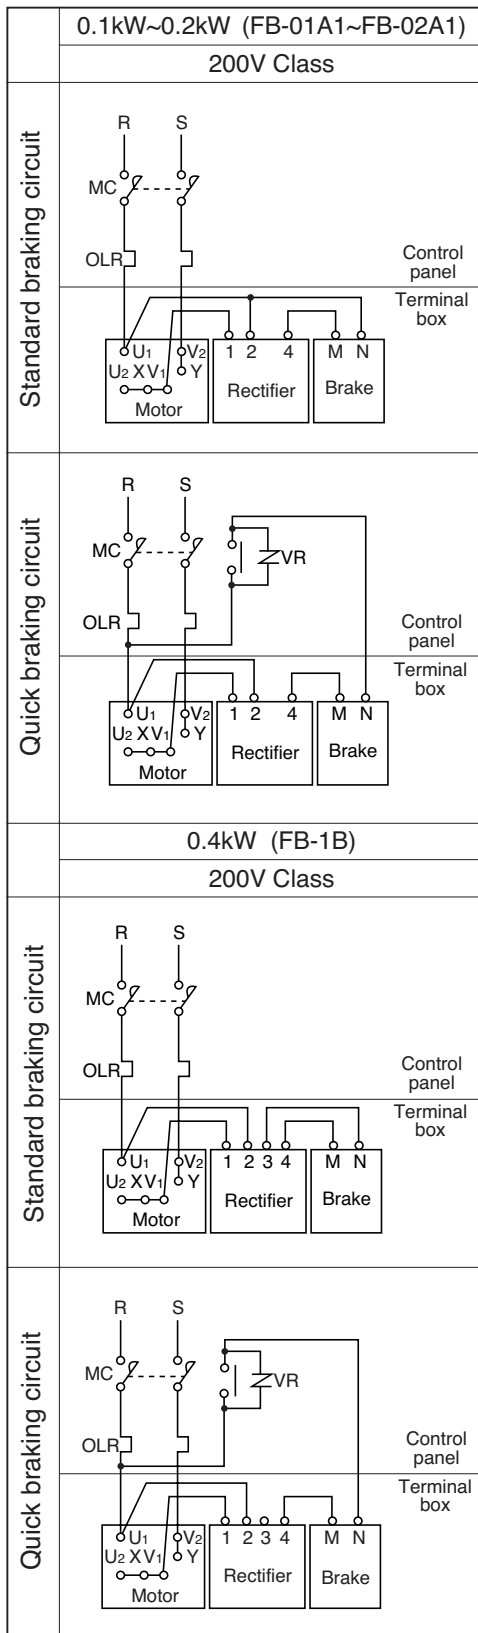 0.1kW~0.2kW (FB-01A1~FB-02A1)
200V Class
Standard braking circuit
R S
MC
OLR
Control
panel
Terminal
box
U1 V2 1 2 4 M N
U2 X V1 Y Rectifier Brake
Motor
Quick braking circuit
R S
MC VR
OLR
Control
panel
Terminal
box
U1 V2 1 2 4 M N
U2 X V1 Y Rectifier Brake
Motor
0.4kW (FB-1B)
200V Class
Standard braking circuit
R S
MC
OLR
Control
panel
Terminal
box
U1 V2 1 2 3 4 M N
U2 X V1 Y Rectifier Brake
Motor
Quick braking circuit
R S
MC VR
OLR
Control
panel
Terminal
box
U1 V2 1 2 3 4 M N
U2 X V1 Y Rectifier Brake
Motor